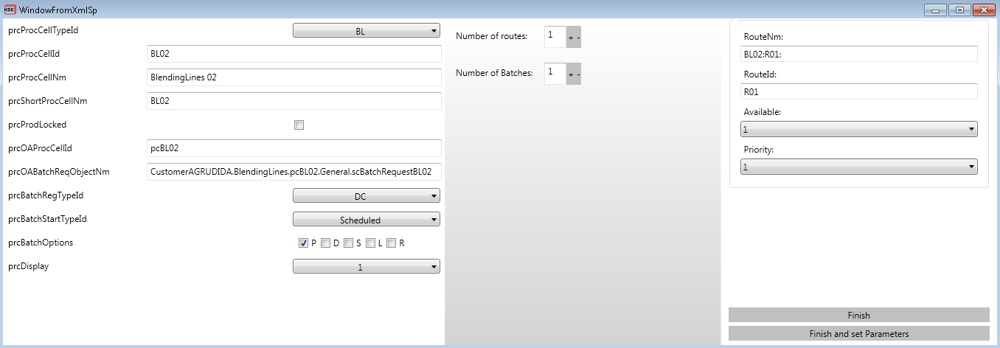 KSE WindowFromXmlSp
prcProcCellTypeId BL
prcProcCellId BL02
prcProcCellNm BlendingLines 02
prcShortProcCellNm BL02
prcProdLocked
prcOAProcCellId pcBL02
prcOABatchReqObjectNm CustomerAGRUDIDA.BlendingLines.pcBL02.General.scBatchRequestBL02
prcBatchRegTypeId DC
prcBatchStartTypeId Scheduled
prcBatchOptions P D S L R
prcDisplay 1
Number of routes: 1 + -
Number of Batches: 1 + -
RouteNm:
BL02:R01:
RouteId:
R01
Available:
1
Priority:
1
Finish
Finish and set Parameters